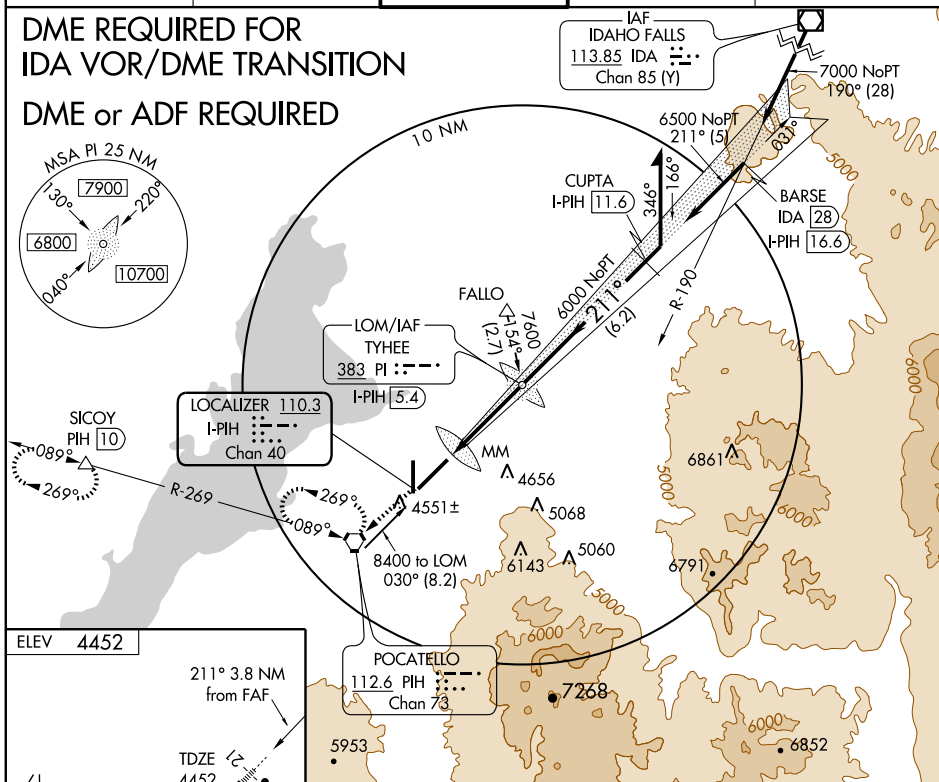 DME REQUIRED FOR
IDA VOR/DME TRANSITION
DME or ADF REQUIRED
IAF
IDAHO FALLS
113.85 IDA
Chan 85 (Y)
7000 NoPT
190° (28)
6500 NoPT
211° (5)
031°
5000
10 NM
MSA PI 25 NM
7900
130°
220°
6800
10700
040°
CUPTA
I-PIH 11.6
346°
166°
BARSE
IDA 28
I-PIH 16.6
R-190
6000 NoPT
211°
(6.2)
FALLO
7600
154°
(2.7)
LOM/IAF
TYHEE
383 PI
I-PIH 5.4
6000
LOCALIZER 110.3
I-PIH
Chan 40
SICOY
PIH 10
089°
269°
R-269
MM
4656
6861
5000
6000
269°
089°
4551±
5068
8400 to LOM
030° (8.2)
6143
5060
5000
6791
ELEV 4452
6000
POCATELLO
112.6 PIH
Chan 73
7268
211° 3.8 NM
from FAF
5953
6000
6852
21
TDZE
4452